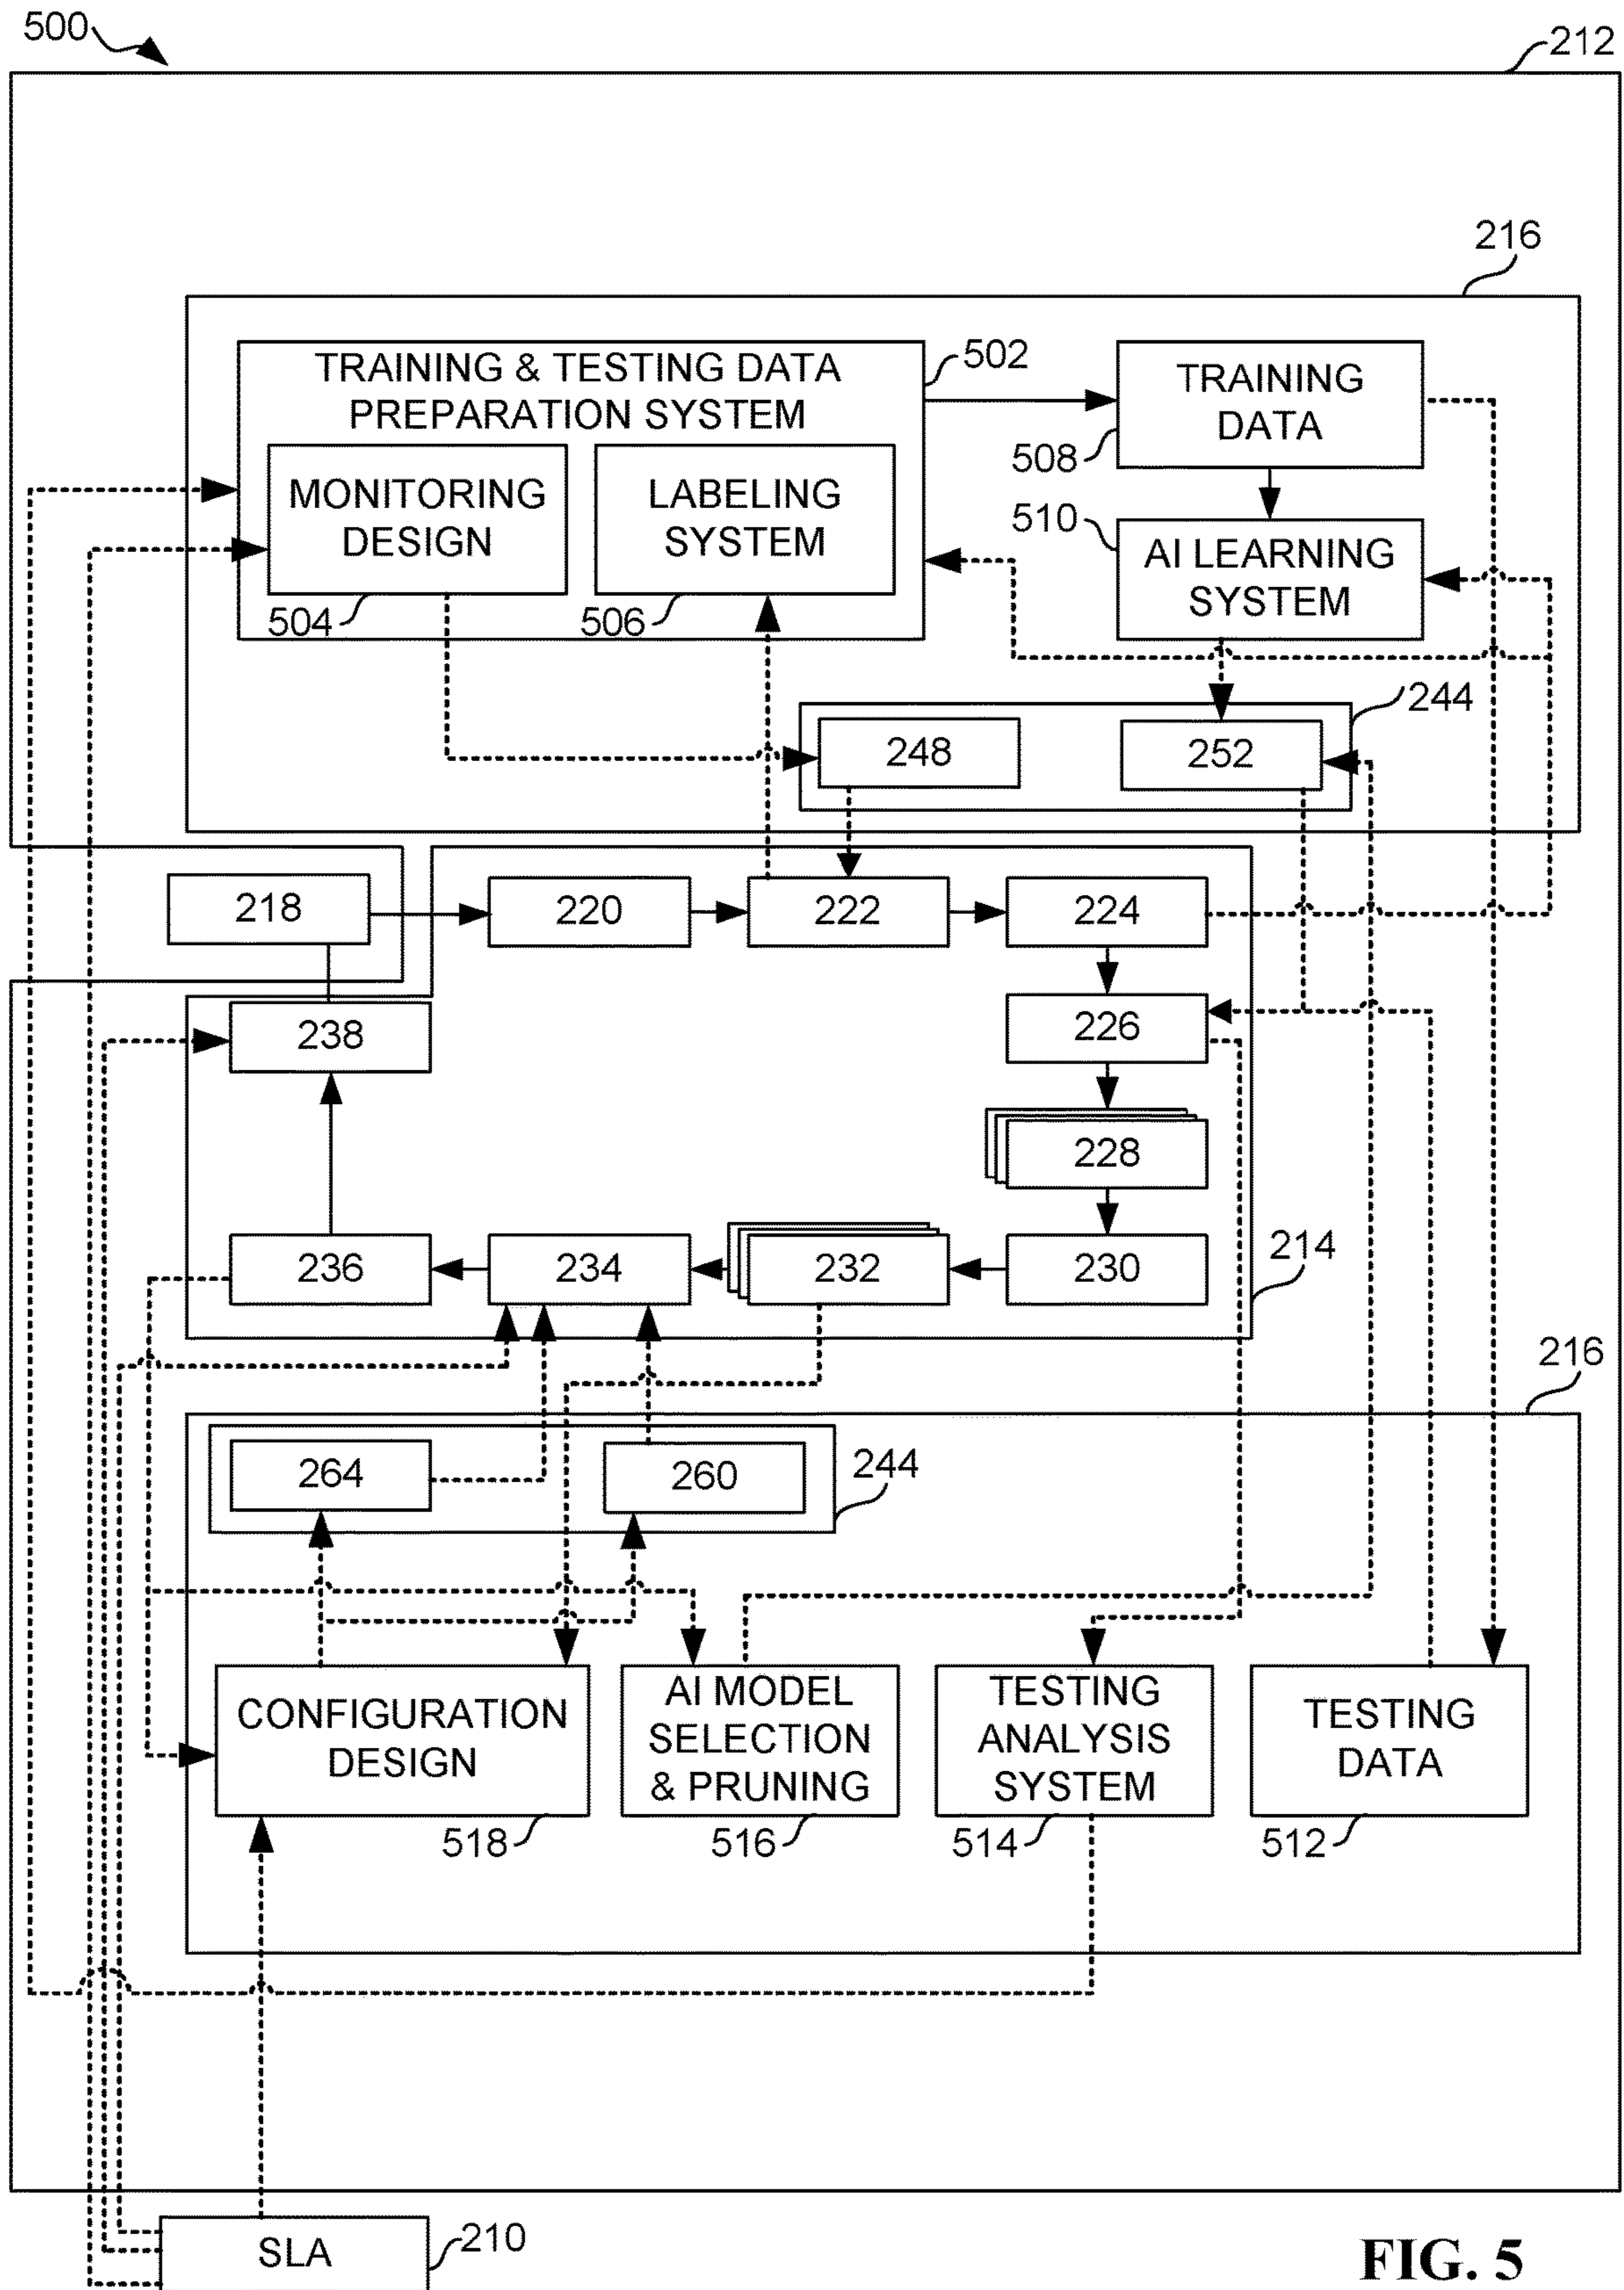 500
212
216
TRAINING & TESTING DATA
PREPARATION SYSTEM
502
TRAINING
DATA
508
MONITORING
DESIGN
504
LABELING
SYSTEM
506
510
AI LEARNING
SYSTEM
244
248
252
218
220
222
224
238
226
228
236
234
232
230
214
216
264
260
244
CONFIGURATION
DESIGN
518
AI MODEL
SELECTION
& PRUNING
516
TESTING
ANALYSIS
SYSTEM
514
TESTING
DATA
512
SLA
210
FIG. 5